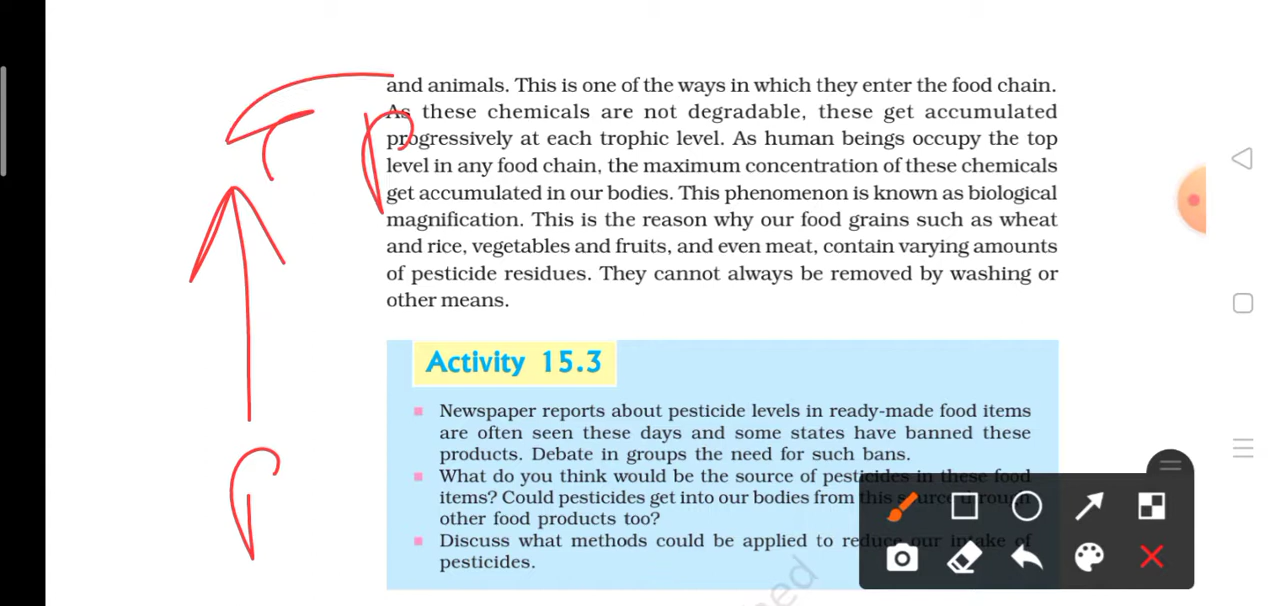 and animals. This is one of the ways in which they enter the food chain.
As these chemicals are not degradable, these get accumulated
progressively at each trophic level. As human beings occupy the top
level in any food chain, the maximum concentration of these chemicals
get accumulated in our bodies. This phenomenon is known as biological
magnification. This is the reason why our food grains such as wheat
and rice, vegetables and fruits, and even meat, contain varying amounts
of pesticide residues. They cannot always be removed by washing or
other means.
Activity 15.3
Newspaper reports about pesticide levels in ready-made food items
are often seen these days and some states have banned these
products. Debate in groups the need for such bans.
What do you think would be the source of pesticides in these food
items? Could pesticides get into our bodies from this source through
other food products too?
Discuss what methods could be applied to reduce our intake of
pesticides.